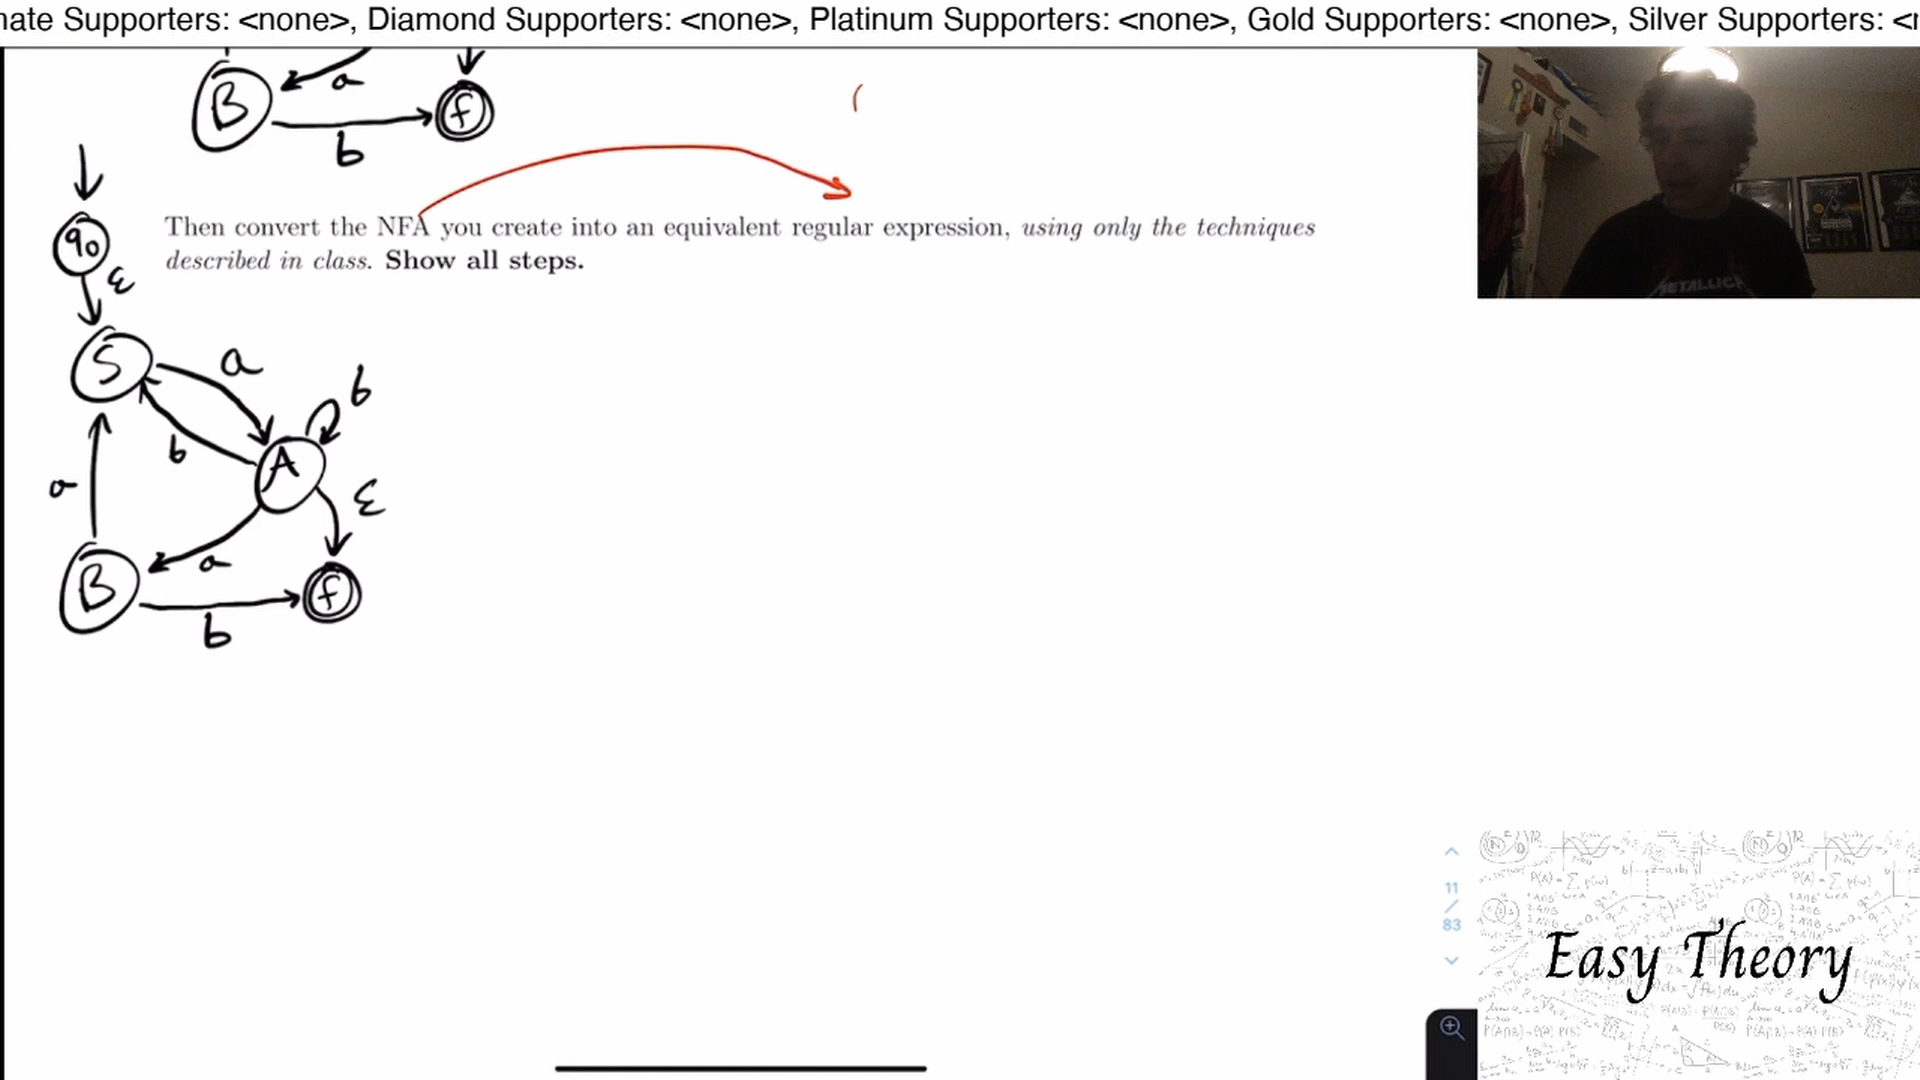 nate Supporters: <none>, Diamond Supporters: <none>, Platinum Supporters: <none>, Gold Supporters: <none>, Silver Supporters: <r
B a f
b
(
Then convert the NFA you create into an equivalent regular expression, using only the techniques
described in class. Show all steps.
q0
ε
S a
b
b
A
a
ε
a
B f
b
METALLICA
11
/
83
Easy Theory